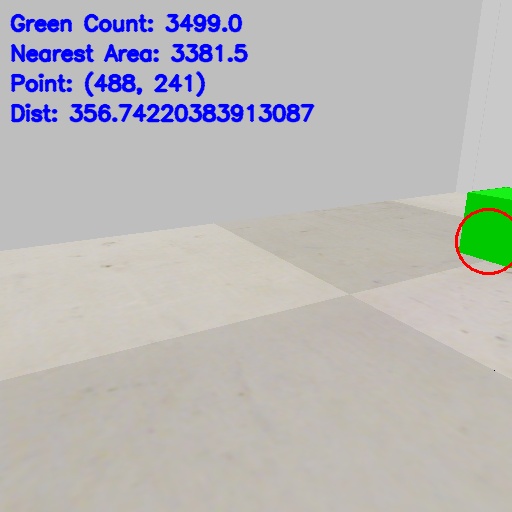 Green Count: 3499.0
Nearest Area: 3381.5
Point: (488, 241)
Dist: 356.74220383913087